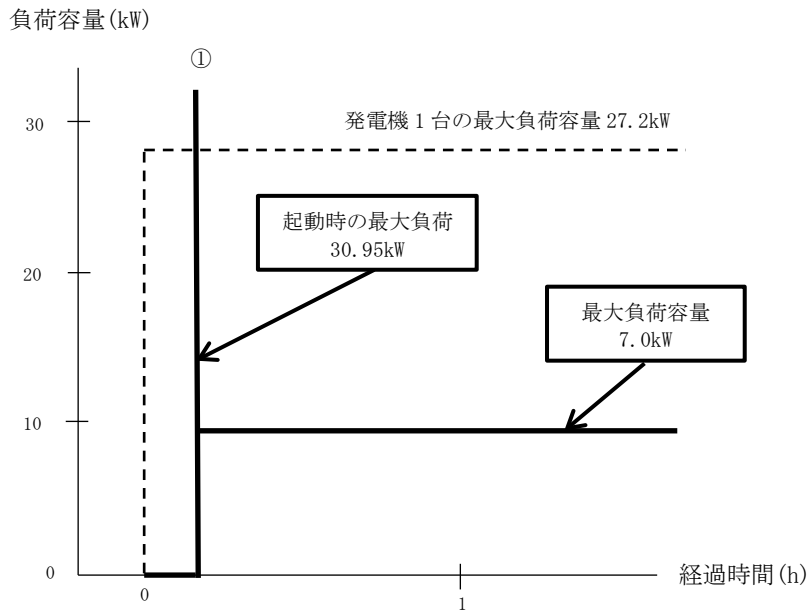 負荷容量(kW)
①
30
発電機1台の最大負荷容量 27.2kW
起動時の最大負荷
30.95kW
20
最大負荷容量
7.0kW
10
0
経過時間(h)
0
1